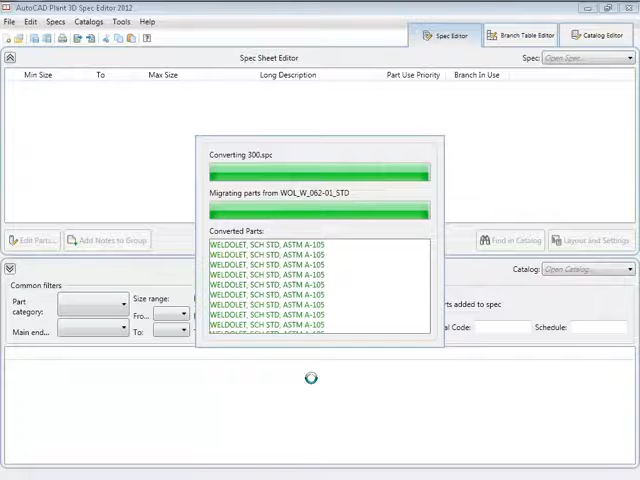 AutoCAD Plant 3D Spec Editor 2012
File Edit Specs Catalogs Tools Help
Spec Editor Branch Table Editor Catalog Editor
Spec Sheet Editor Spec: Open Spec...
Min Size To Max Size Long Description Part Use Priority Branch In Use
Converting 300.spc
Migrating parts from WOL_W_062-01_STD
Converted Parts:
WELDOLET, SCH STD, ASTM A-105
WELDOLET, SCH STD, ASTM A-105
WELDOLET, SCH STD, ASTM A-105
WELDOLET, SCH STD, ASTM A-105
WELDOLET, SCH STD, ASTM A-105
WELDOLET, SCH STD, ASTM A-105
WELDOLET, SCH STD, ASTM A-105
WELDOLET, SCH STD, ASTM A-105
WELDOLET, SCH STD, ASTM A-105
Edit Parts... Add Notes to Group Find in Catalog Layout and Settings
Catalog: Open Catalog...
Common filters
Part category: Size range: rts added to spec
Fro... al Code: Schedule:
Main end... To: